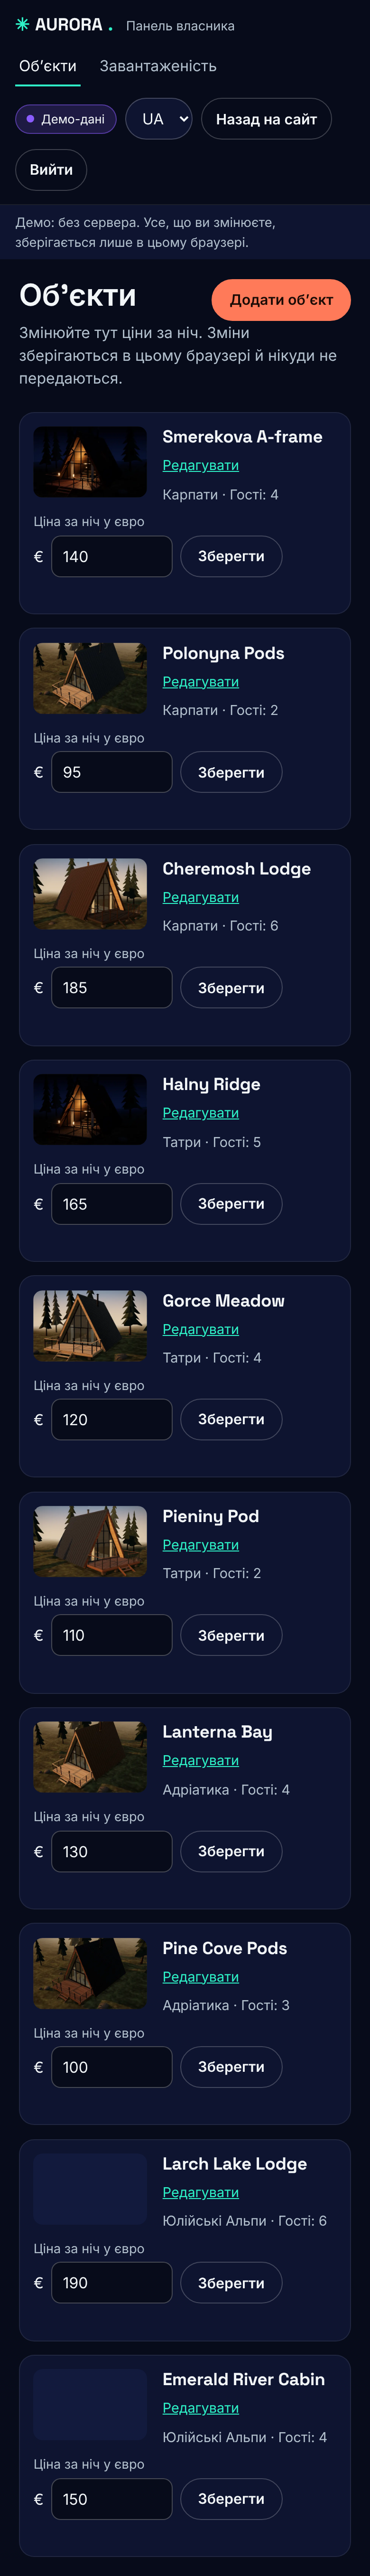 AURORA. Панель власника
Об'єкти Завантаженість
Демо-дані UA Назад на сайт
Вийти
Демо: без сервера. Усе, що ви змінюєте,
зберігається лише в цьому браузері.
Об'єкти Додати об'єкт
Змінюйте тут ціни за ніч. Зміни
зберігаються в цьому браузері й нікуди не
передаються.
Smerekova A-frame
Редагувати
Карпати · Гості: 4
Ціна за ніч у євро
€ 140 Зберегти
Polonyna Pods
Редагувати
Карпати · Гості: 2
Ціна за ніч у євро
€ 95 Зберегти
Cheremosh Lodge
Редагувати
Карпати · Гості: 6
Ціна за ніч у євро
€ 185 Зберегти
Halny Ridge
Редагувати
Татри · Гості: 5
Ціна за ніч у євро
€ 165 Зберегти
Gorce Meadow
Редагувати
Татри · Гості: 4
Ціна за ніч у євро
€ 120 Зберегти
Pieniny Pod
Редагувати
Татри · Гості: 2
Ціна за ніч у євро
€ 110 Зберегти
Lanterna Bay
Редагувати
Адріатика · Гості: 4
Ціна за ніч у євро
€ 130 Зберегти
Pine Cove Pods
Редагувати
Адріатика · Гості: 3
Ціна за ніч у євро
€ 100 Зберегти
Larch Lake Lodge
Редагувати
Юлійські Альпи · Гості: 6
Ціна за ніч у євро
€ 190 Зберегти
Emerald River Cabin
Редагувати
Юлійські Альпи · Гості: 4
Ціна за ніч у євро
€ 150 Зберегти